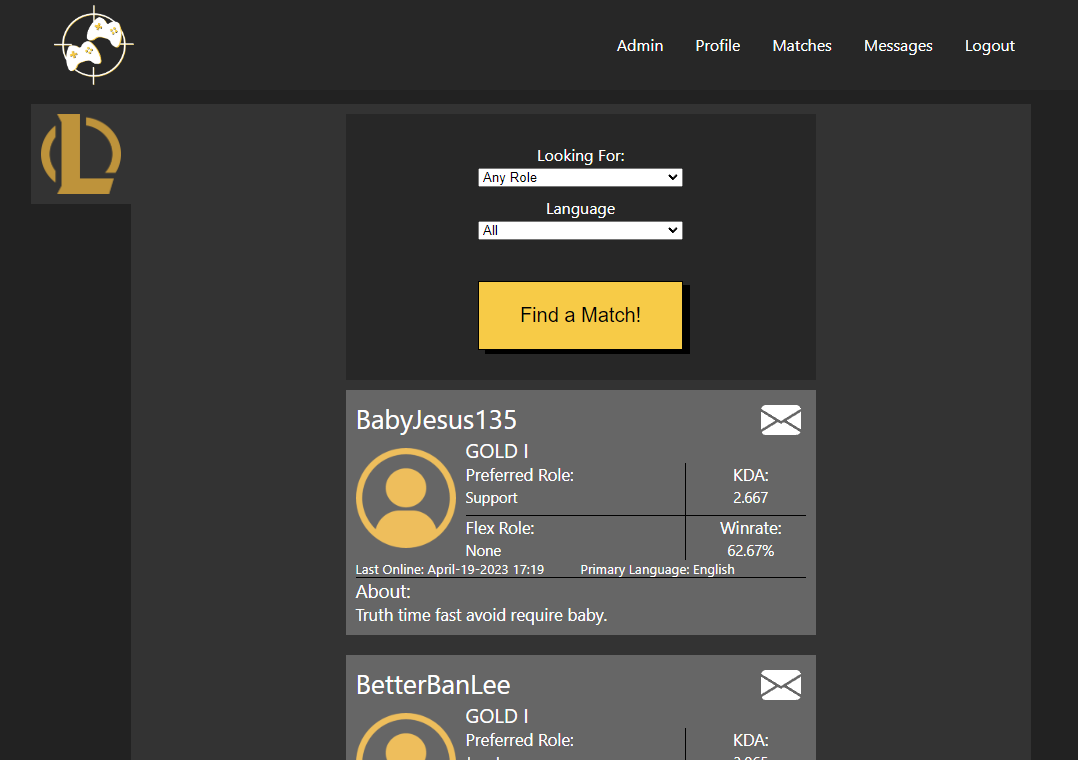 Admin Profile Matches Messages Logout
L
Looking For:
Any Role
Language
All
Find a Match!
BabyJesus135
GOLD I
Preferred Role:
Support
KDA:
2.667
Flex Role:
None
Winrate:
62.67%
Last Online: April-19-2023 17:19 Primary Language: English
About:
Truth time fast avoid require baby.
BetterBanLee
GOLD I
Preferred Role:
KDA: